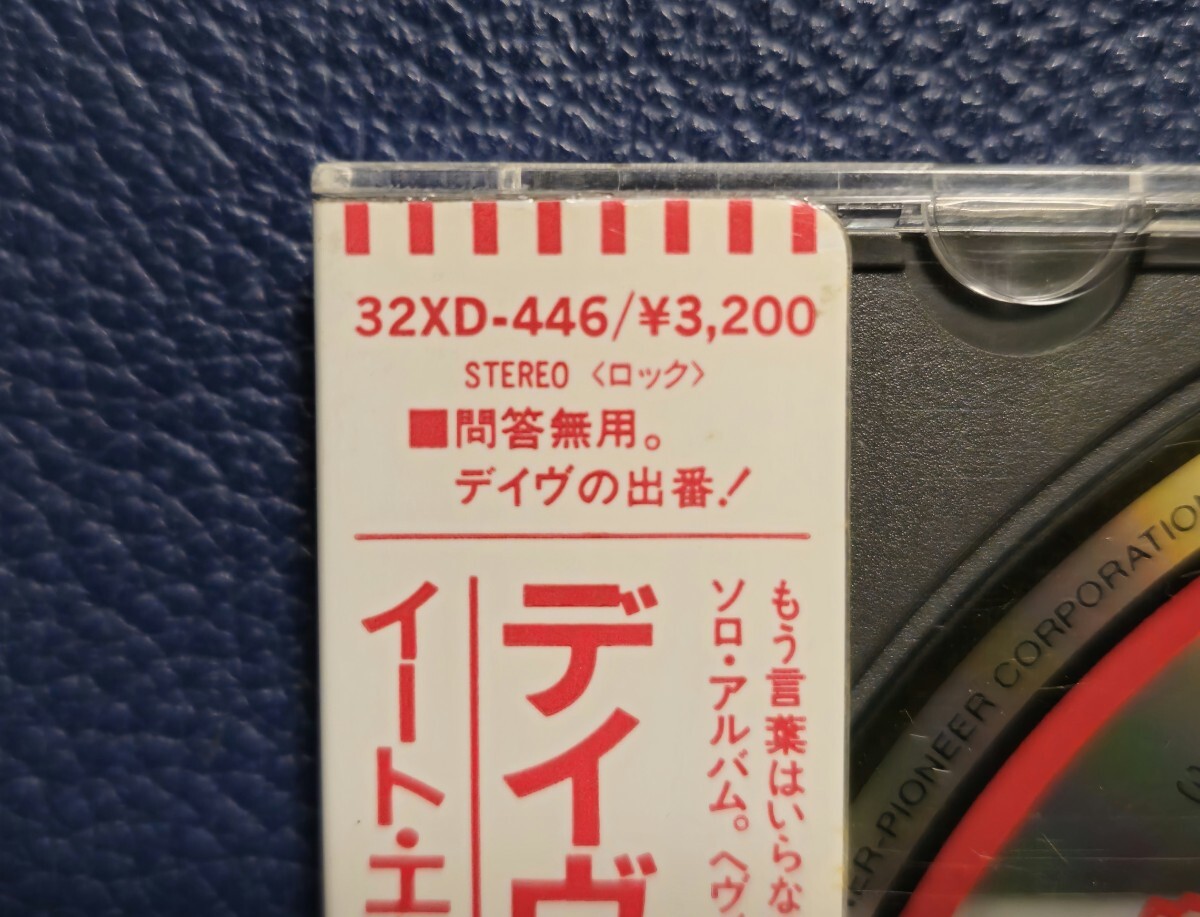 32XD-446/¥3,200
STEREO〈ロック〉
■問答無用。
デイヴの出番!
もう言葉はいらな
ソロ・アルバム。ヘヴ
デイヴ
イート・エ
ER-PIONEER CORPORATION